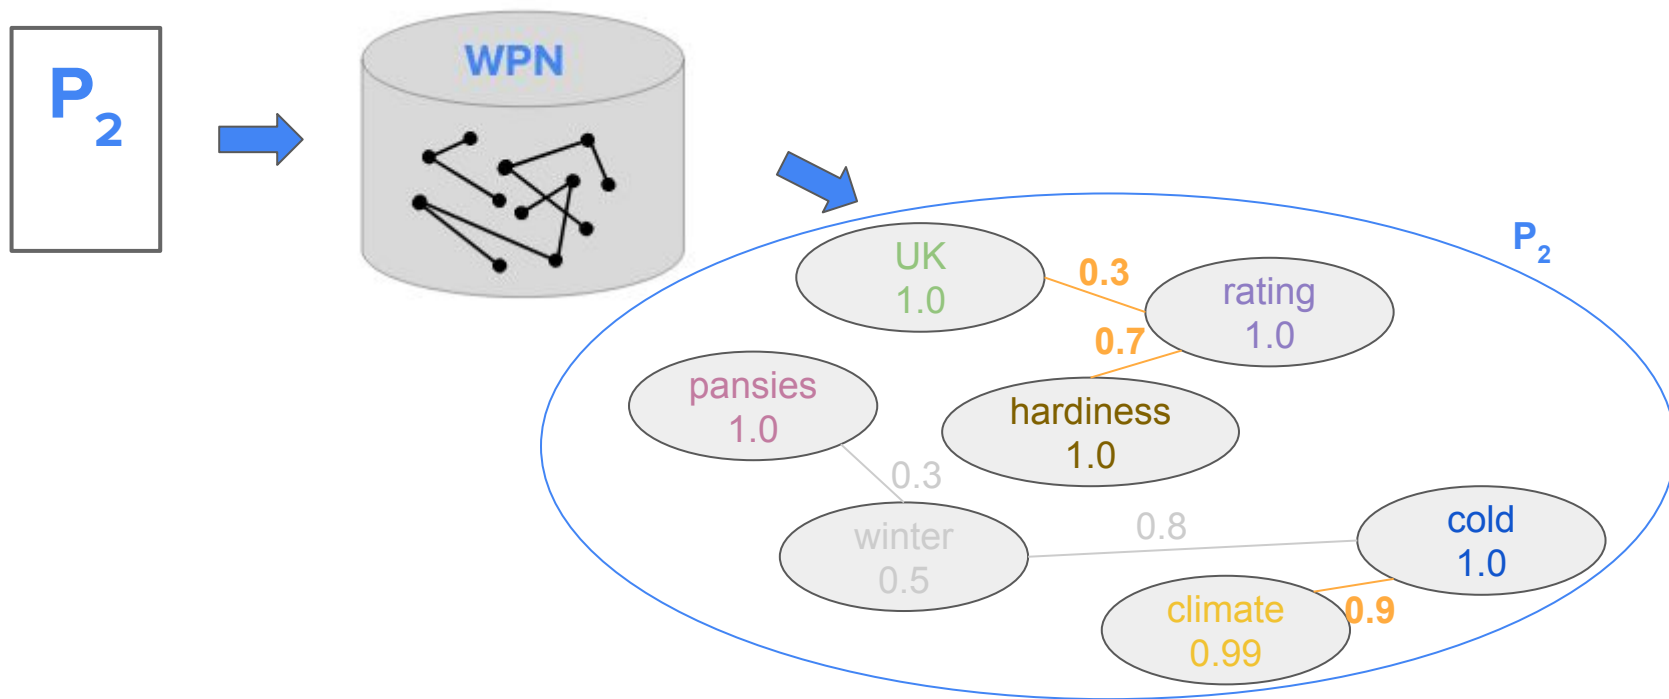 P2
WPN
P2
UK
1.0
0.3
rating
1.0
0.7
pansies
1.0
hardiness
1.0
0.3
winter
0.5
0.8
cold
1.0
climate
0.99
0.9